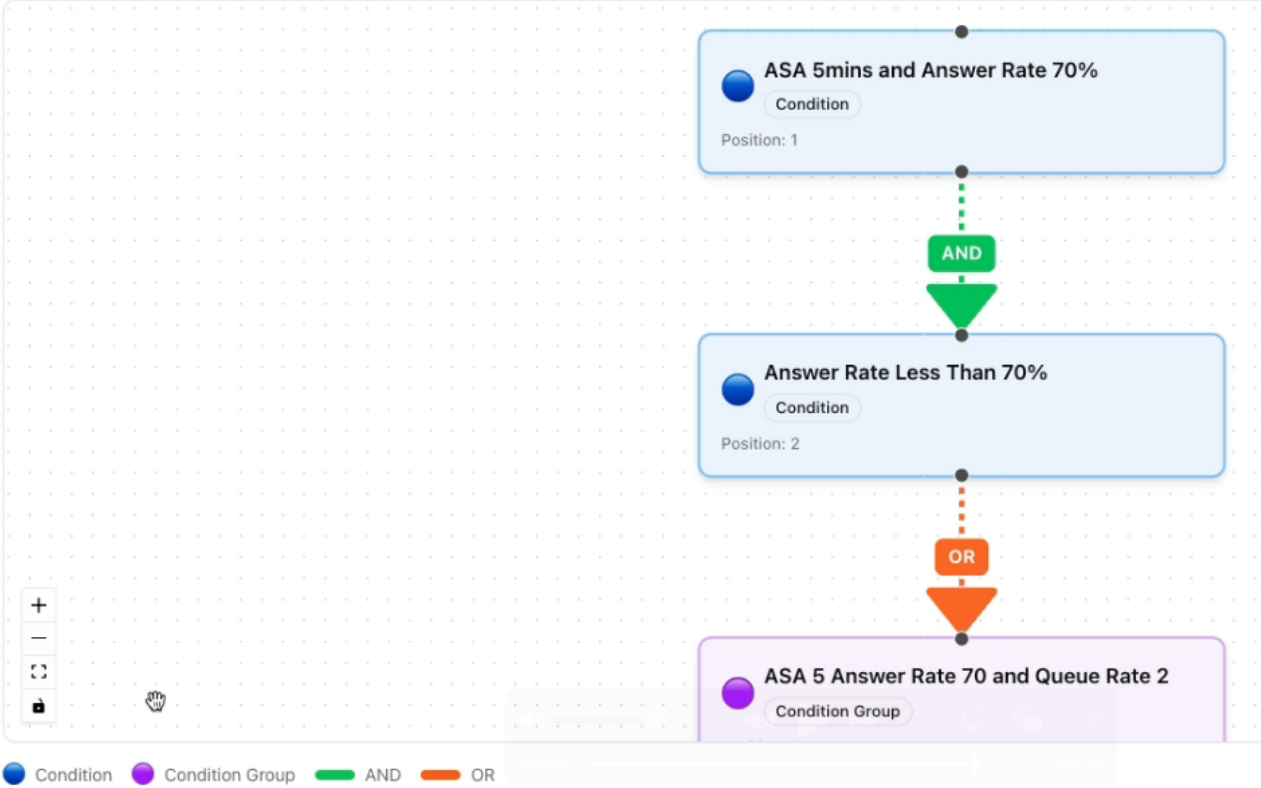 ASA 5mins and Answer Rate 70%
Condition
Position: 1
AND
Answer Rate Less Than 70%
Condition
Position: 2
OR
ASA 5 Answer Rate 70 and Queue Rate 2
Condition Group
Condition Condition Group AND OR